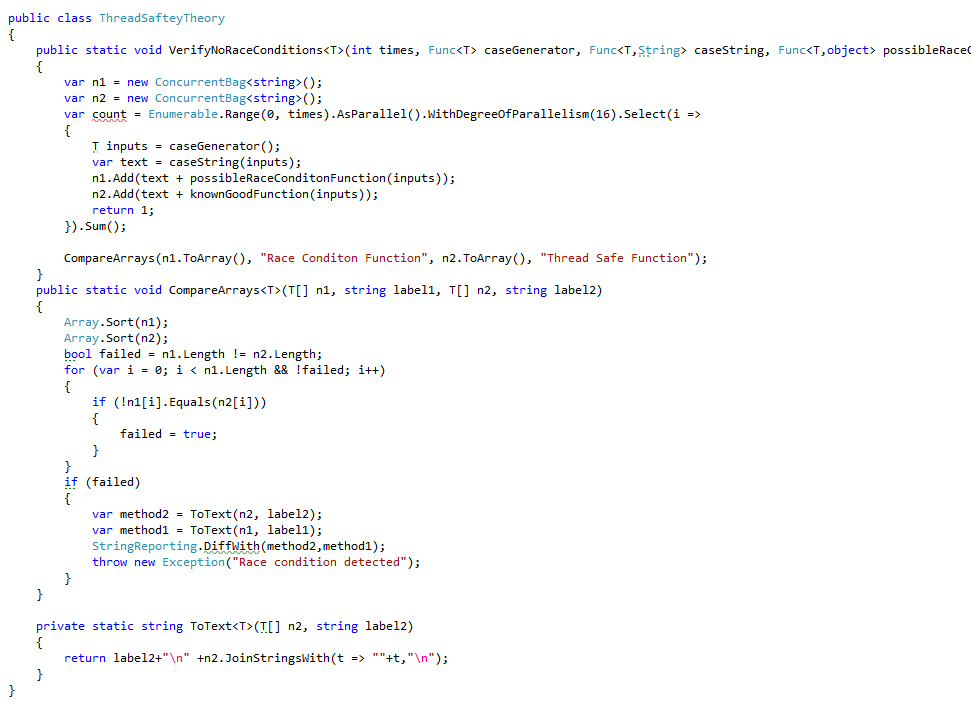 public class ThreadSafteyTheory
{
    public static void VerifyNoRaceConditions<T>(int times, Func<T> caseGenerator, Func<T,String> caseString, Func<T,object> possibleRaceC
    {
        var n1 = new ConcurrentBag<string>();
        var n2 = new ConcurrentBag<string>();
        var count = Enumerable.Range(0, times).AsParallel().WithDegreeOfParallelism(16).Select(i =>
        {
            T inputs = caseGenerator();
            var text = caseString(inputs);
            n1.Add(text + possibleRaceConditonFunction(inputs));
            n2.Add(text + knownGoodFunction(inputs));
            return 1;
        }).Sum();

        CompareArrays(n1.ToArray(), "Race Conditon Function", n2.ToArray(), "Thread Safe Function");
    }
    public static void CompareArrays<T>(T[] n1, string label1, T[] n2, string label2)
    {
        Array.Sort(n1);
        Array.Sort(n2);
        bool failed = n1.Length != n2.Length;
        for (var i = 0; i < n1.Length && !failed; i++)
        {
            if (!n1[i].Equals(n2[i]))
            {
                failed = true;
            }
        }
        if (failed)
        {
            var method2 = ToText(n2, label2);
            var method1 = ToText(n1, label1);
            StringReporting.DiffWith(method2,method1);
            throw new Exception("Race condition detected");
        }
    }

    private static string ToText<T>(T[] n2, string label2)
    {
        return label2+"\n" +n2.JoinStringsWith(t => ""+t,"\n");
    }
}